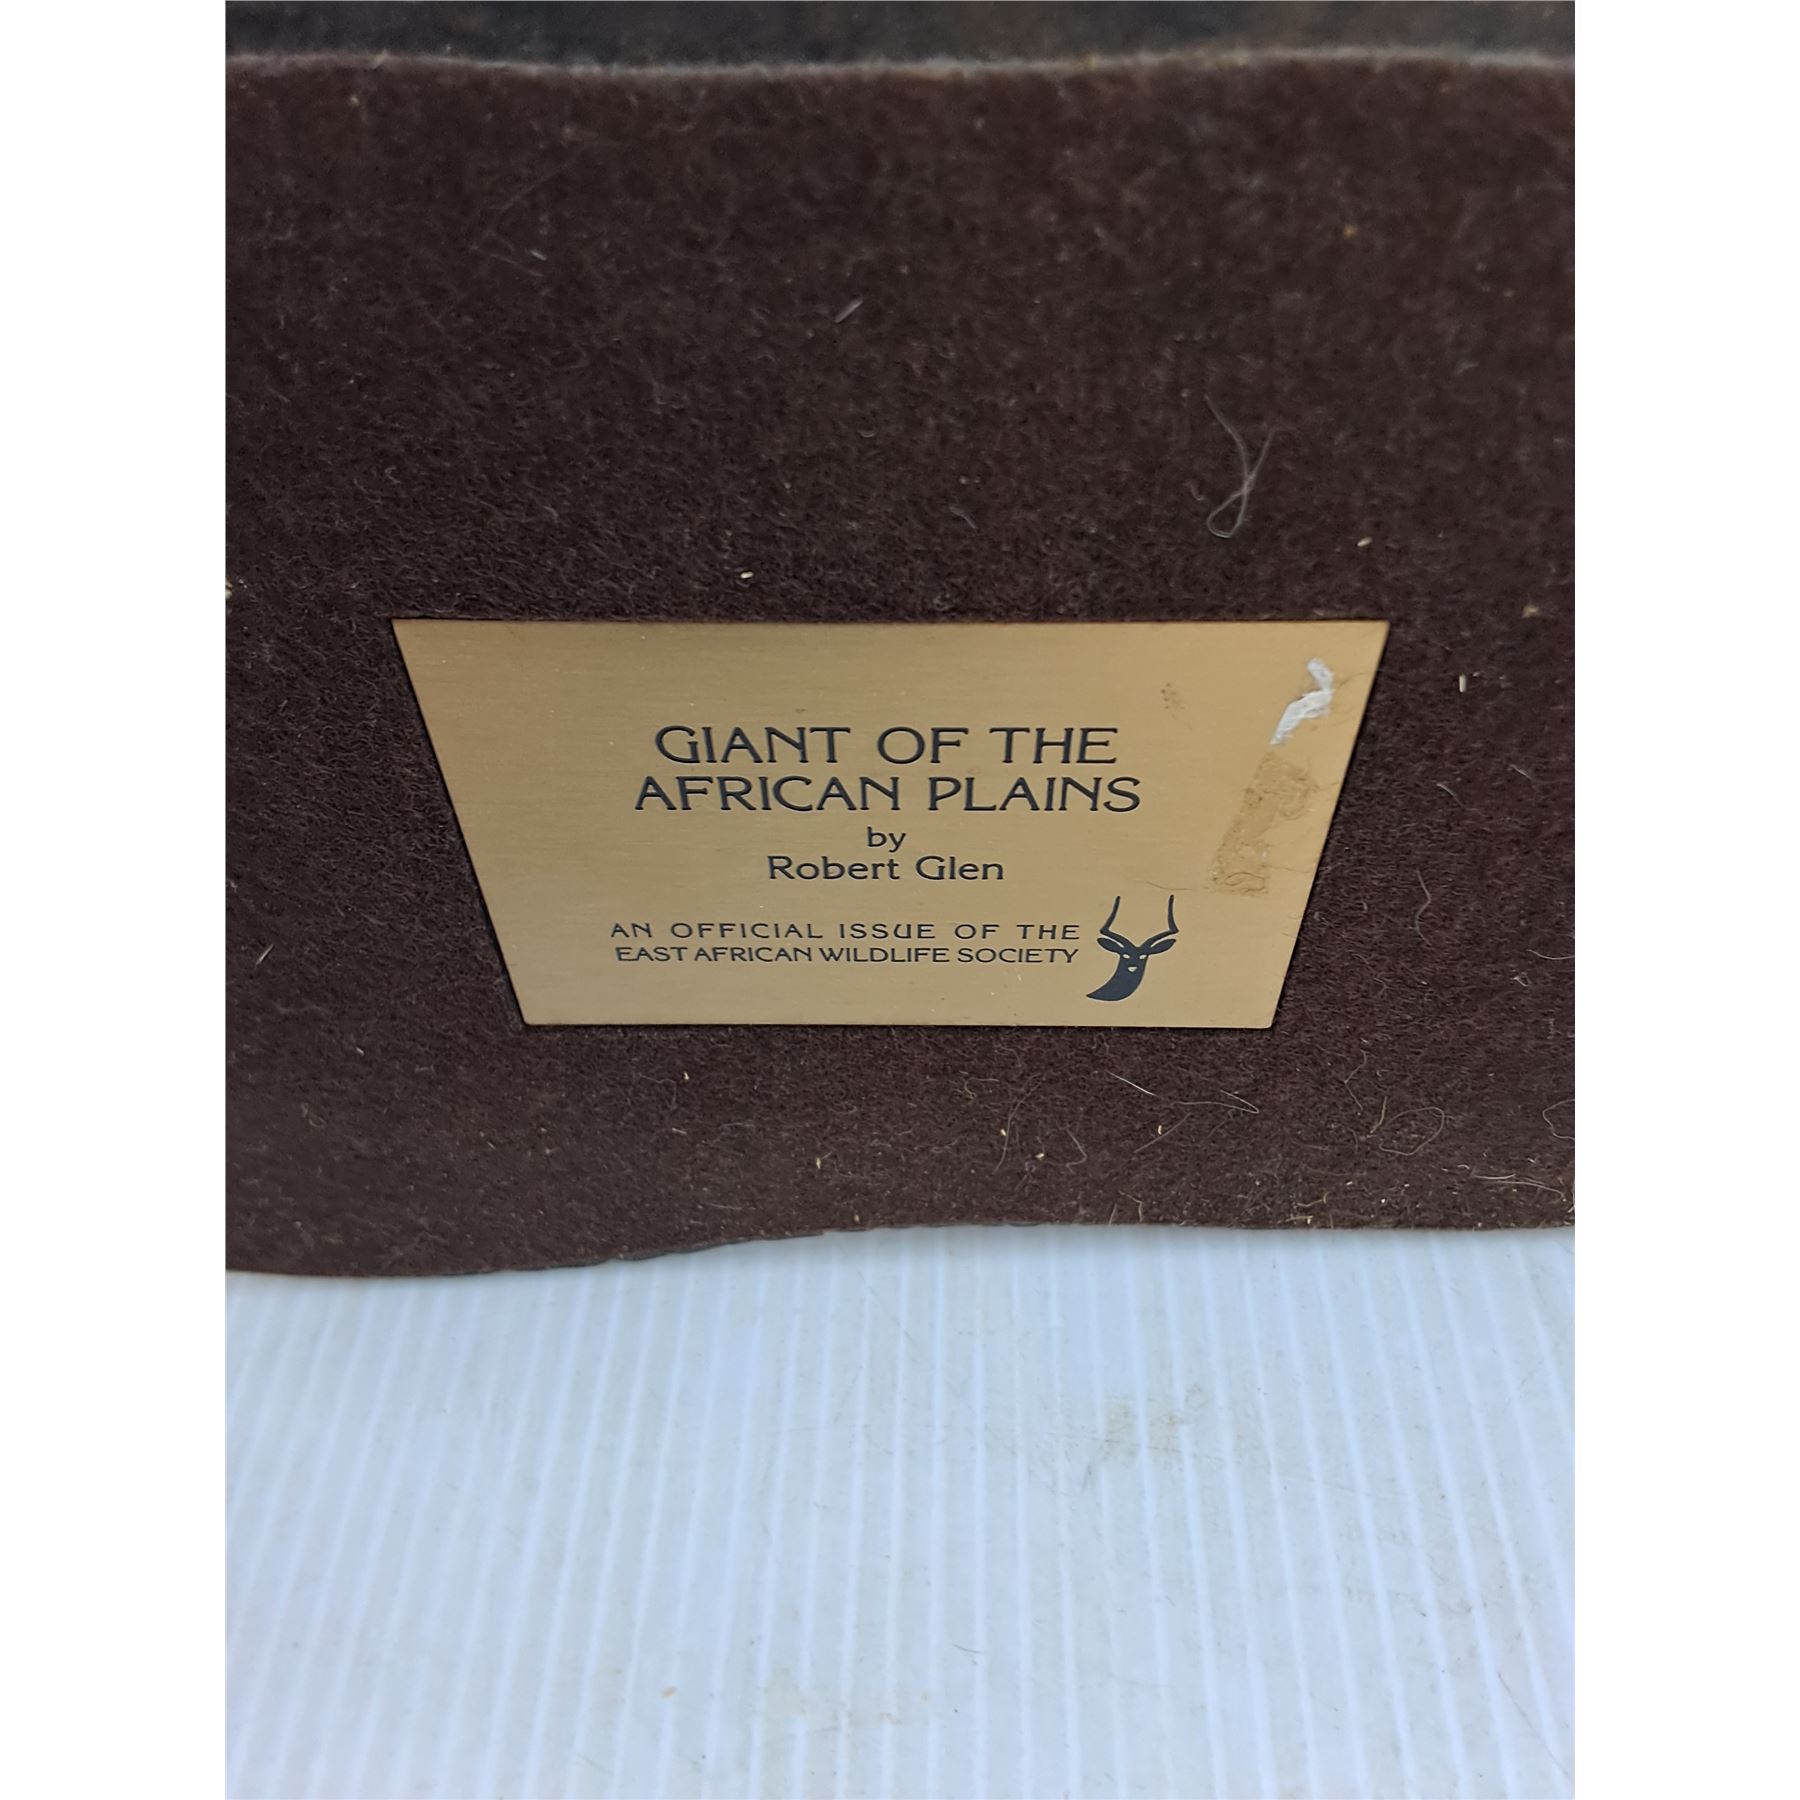 GIANT OF THE
AFRICAN PLAINS
by
Robert Glen
AN OFFICIAL ISSUE OF THE
EAST AFRICAN WILDLIFE SOCIETY